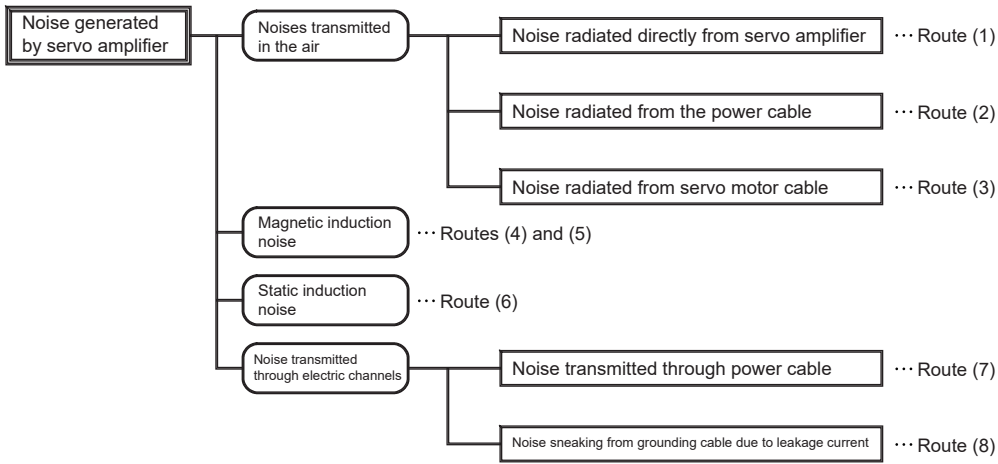 Noise generated
by servo amplifier
Noises transmitted
in the air
Noise radiated directly from servo amplifier
··· Route (1)
Noise radiated from the power cable
··· Route (2)
Noise radiated from servo motor cable
··· Route (3)
Magnetic induction
noise
··· Routes (4) and (5)
Static induction
noise
··· Route (6)
Noise transmitted
through electric channels
Noise transmitted through power cable
··· Route (7)
Noise sneaking from grounding cable due to leakage current
··· Route (8)